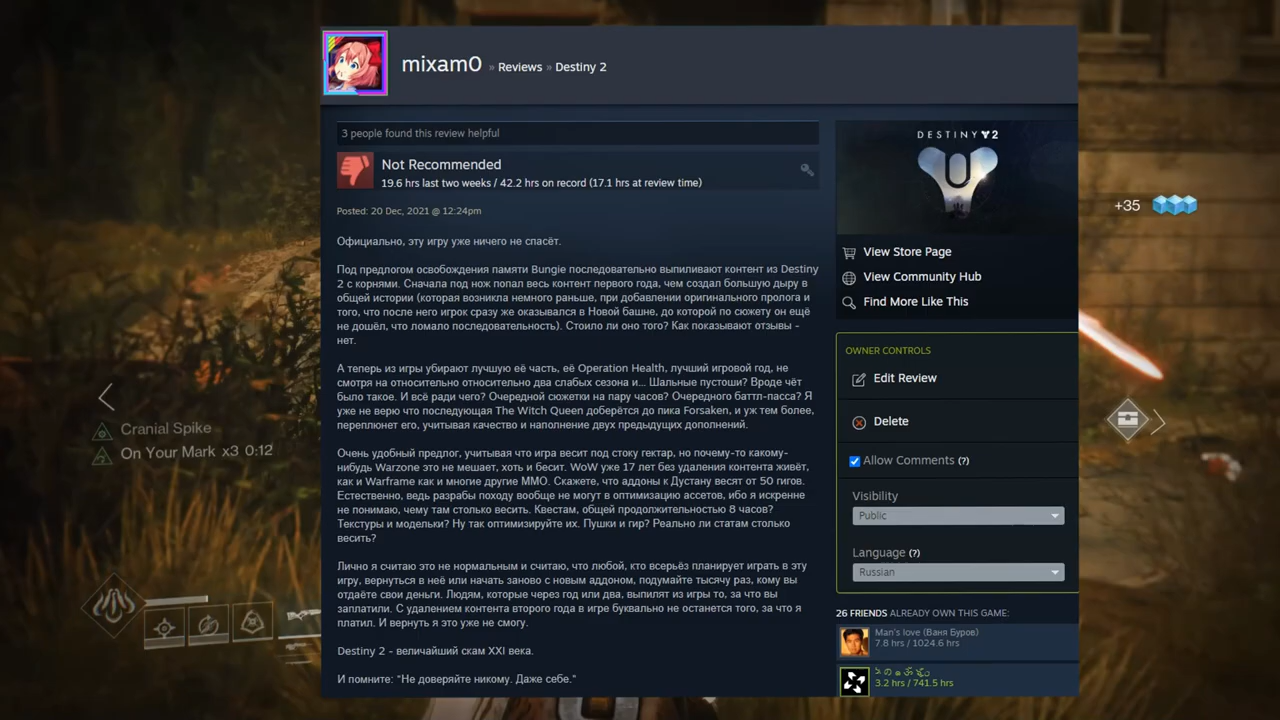 mixam0 » Reviews » Destiny 2
3 people found this review helpful
Not Recommended
19.6 hrs last two weeks / 42.2 hrs on record (17.1 hrs at review time)
Posted: 20 Dec, 2021 @ 12:24pm
Официально, эту игру уже ничего не спасёт.
Под предлогом освобождения памяти Bungie последовательно выпиливают контент из Destiny
2 с корнями. Сначала под нож попал весь контент первого года, чем создал большую дыру в
общей истории (которая возникла немного раньше, при добавлении оригинального пролога и
того, что после него игрок сразу же оказывался в Новой башне, до которой по сюжету он ещё
не дошёл, что ломало последовательность). Стоило ли оно того? Как показывают отзывы -
нет.
А теперь из игры убирают лучшую её часть, её Operation Health, лучший игровой год, не
смотря на относительно относительно два слабых сезона и... Шальные пустоши? Вроде чёт
было такое. И всё ради чего? Очередной сюжетки на пару часов? Очередного баттл-пасса? Я
уже не верю что последующая The Witch Queen доберётся до пика Forsaken, и уж тем более,
переплюнет его, учитывая качество и наполнение двух предыдущих дополнений.
Очень удобный предлог, учитывая что игра весит под стоку гектар, но почему-то какому-
нибудь Warzone это не мешает, хоть и бесит. WoW уже 17 лет без удаления контента живёт,
как и Warframe как и многие другие ММО. Скажете, что аддоны к Дустану весят от 50 гигов.
Естественно, ведь разрабы походу вообще не могут в оптимизацию ассетов, ибо я искренне
не понимаю, чему там столько весить. Квестам, общей продолжительностью 8 часов?
Текстуры и модельки? Ну так оптимизируйте их. Пушки и гир? Реально ли статам столько
весить?
Лично я считаю это не нормальным и считаю, что любой, кто всерьёз планирует играть в эту
игру, вернуться в неё или начать заново с новым аддоном, подумайте тысячу раз, кому вы
отдаёте свои деньги. Людям, которые через год или два, выпилят из игры то, за что вы
заплатили. С удалением контента второго года в игре буквально не останется того, за что я
платил. И вернуть я это уже не смогу.
Destiny 2 - величайший скам XXI века.
И помните: "Не доверяйте никому. Даже себе."
DESTINY 2
View Store Page
View Community Hub
Find More Like This
OWNER CONTROLS
Edit Review
Delete
Allow Comments (?)
Visibility
Public
Language (?)
Russian
26 FRIENDS ALREADY OWN THIS GAME:
Man's love (Ваня Буров)
7.8 hrs / 1024.6 hrs
3.2 hrs / 741.5 hrs
+35
Cranial Spike
On Your Mark x3 0:12